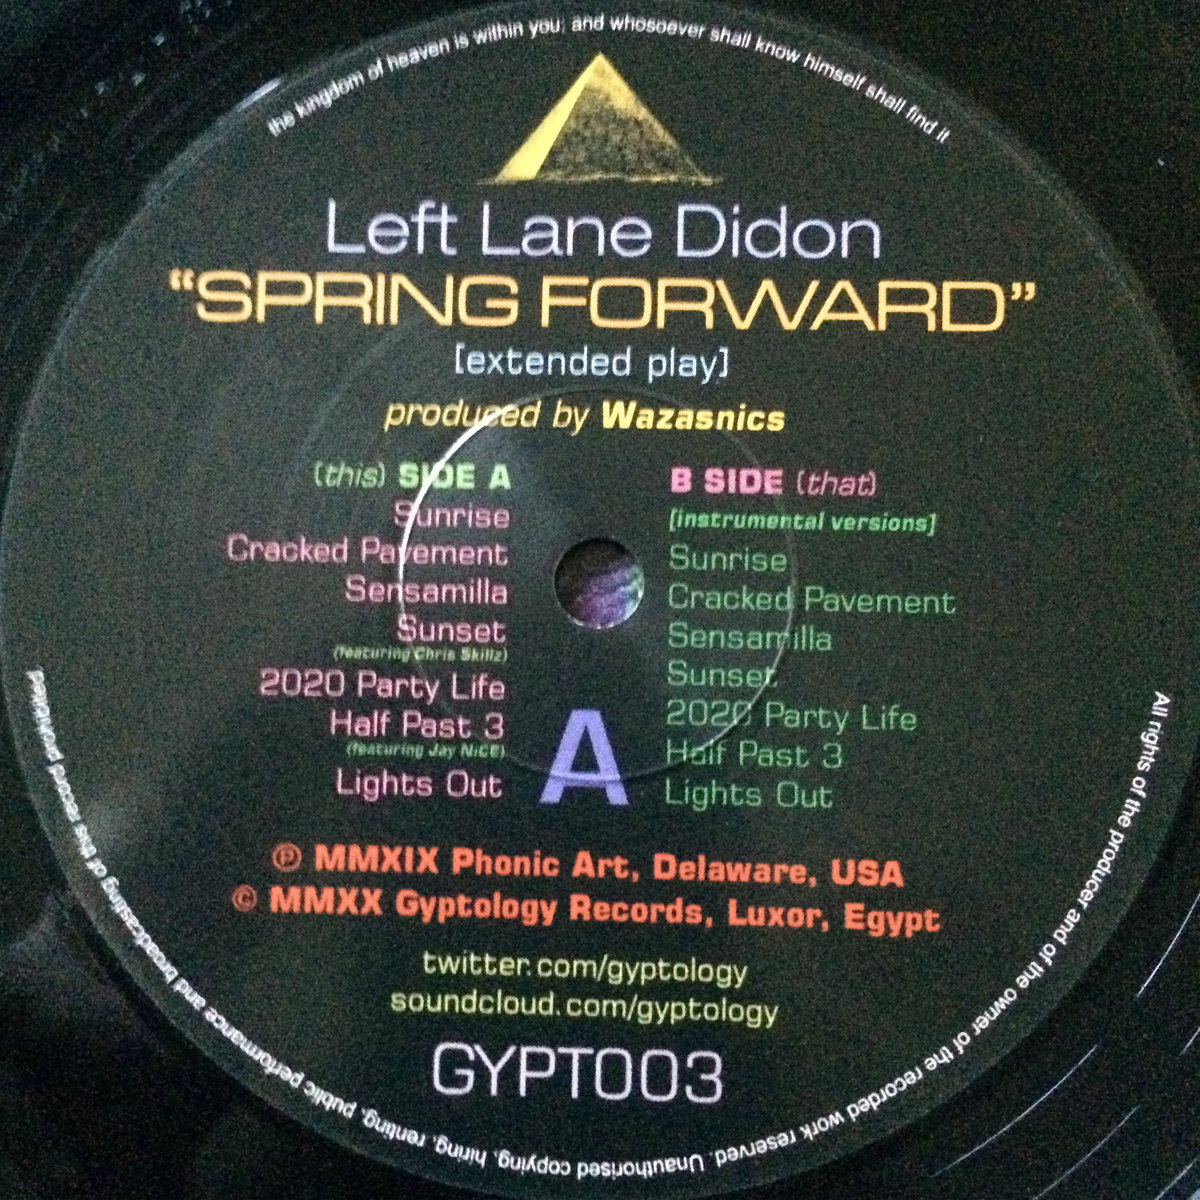 the kingdom of heaven is within you; and whosoever shall know himself shall find it
Left Lane Didon
“SPRING FORWARD”
[extended play]
produced by Wazasnics
(this) SIDE A
Sunrise
Cracked Pavement
Sensamilla
Sunset
(featuring Chris Skillz)
2020 Party Life
Half Past 3
(featuring Jay NiCE)
Lights Out
B SIDE (that)
[instrumental versions]
Sunrise
Cracked Pavement
Sensamilla
Sunset
2020 Party Life
Half Past 3
Lights Out
A
℗ MMXIX Phonic Art, Delaware, USA
© MMXX Gyptology Records, Luxor, Egypt
twitter.com/gyptology
soundcloud.com/gyptology
GYPT003
All rights of the producer and of the owner of the recorded work reserved. Unauthorised copying, hiring, renting, public performance and broadcasting of this record prohibited